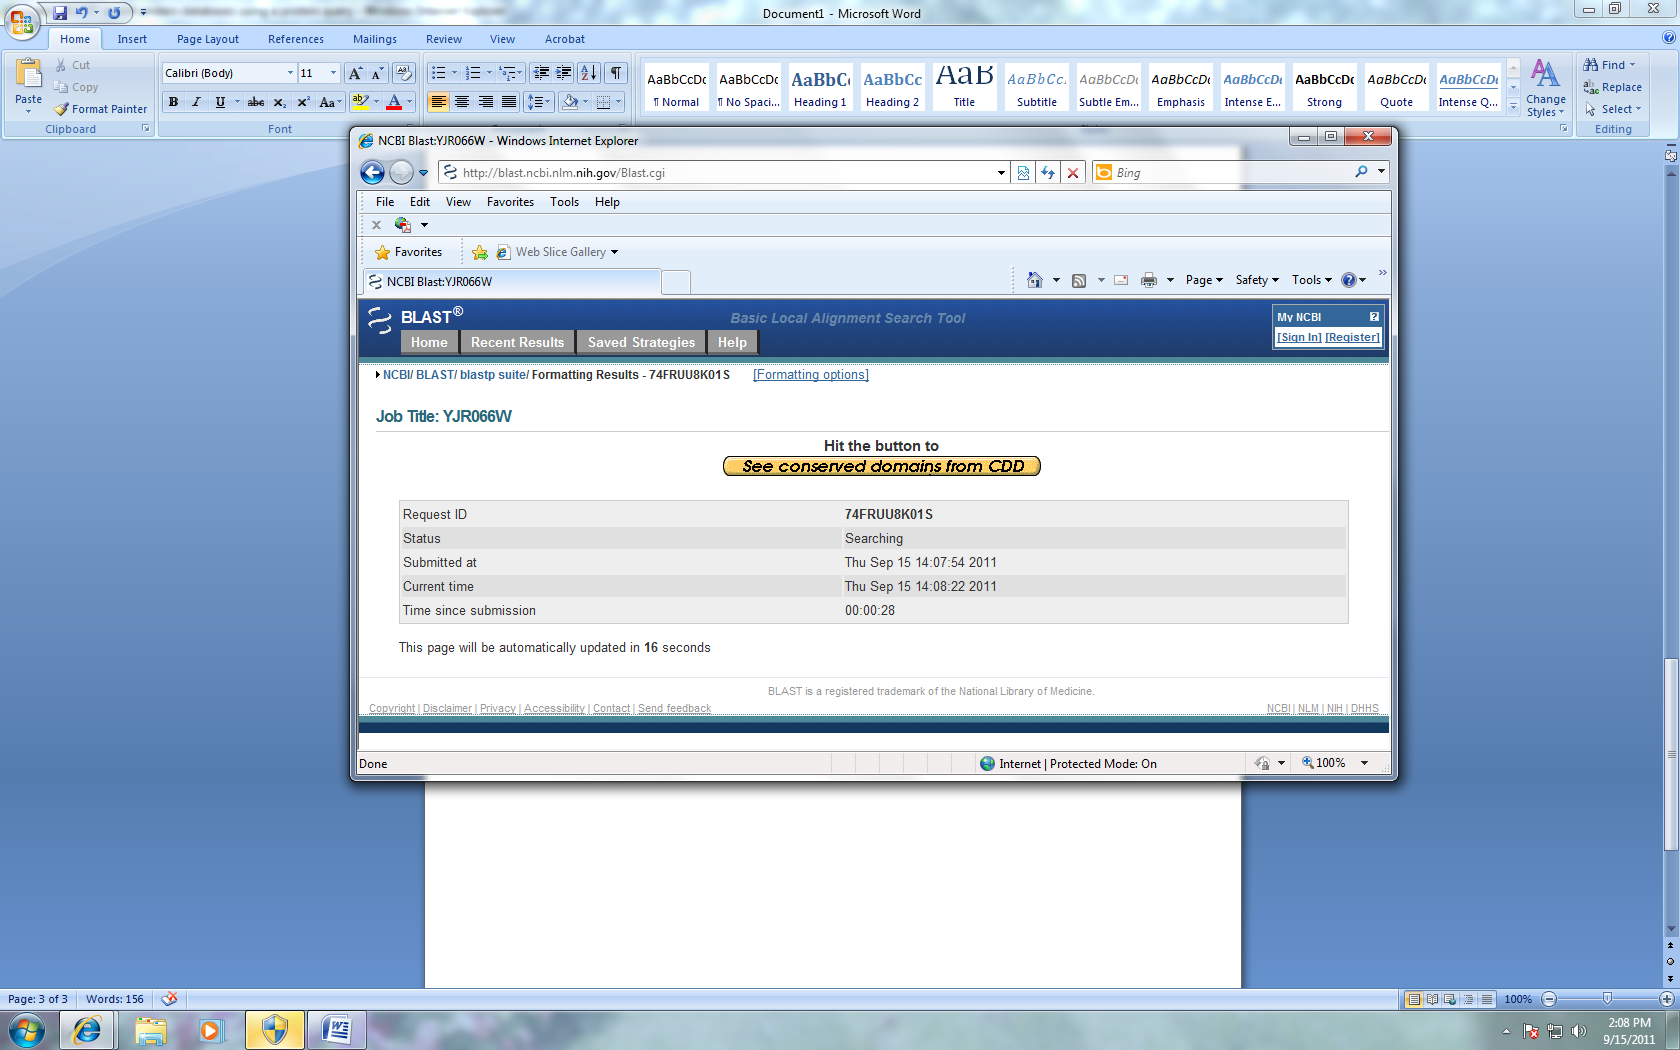 Document1 - Microsoft Word
Home Insert Page Layout References Mailings Review View Acrobat
Paste
Cut
Copy
Format Painter
Clipboard
Calibri (Body) 11
B I U abc x₂ x² Aa
Font
AaBbCcDc AaBbCcDc AaBbC AaBbCc AaB AaBbCc. AaBbCcDc AaBbCcDc AaBbCcDc AaBbCcDc AaBbCcDc AaBbCcDc
¶ Normal ¶ No Spaci... Heading 1 Heading 2 Title Subtitle Subtle Em... Emphasis Intense E... Strong Quote Intense Q...
Change Styles
Find
Replace
Select
Editing
NCBI Blast:YJR066W - Windows Internet Explorer
http://blast.ncbi.nlm.nih.gov/Blast.cgi
Bing
File Edit View Favorites Tools Help
Favorites Web Slice Gallery
NCBI Blast:YJR066W
Page Safety Tools
BLAST®
Basic Local Alignment Search Tool
My NCBI ?
[Sign In] [Register]
Home Recent Results Saved Strategies Help
NCBI/ BLAST/ blastp suite/ Formatting Results - 74FRUU8K01S [Formatting options]
Job Title: YJR066W
Hit the button to
See conserved domains from CDD
Request ID 74FRUU8K01S
Status Searching
Submitted at Thu Sep 15 14:07:54 2011
Current time Thu Sep 15 14:08:22 2011
Time since submission 00:00:28
This page will be automatically updated in 16 seconds
BLAST is a registered trademark of the National Library of Medicine.
Copyright | Disclaimer | Privacy | Accessibility | Contact | Send feedback
NCBI | NLM | NIH | DHHS
Done
Internet | Protected Mode: On
100%
Page: 3 of 3 Words: 156
100%
2:08 PM
9/15/2011